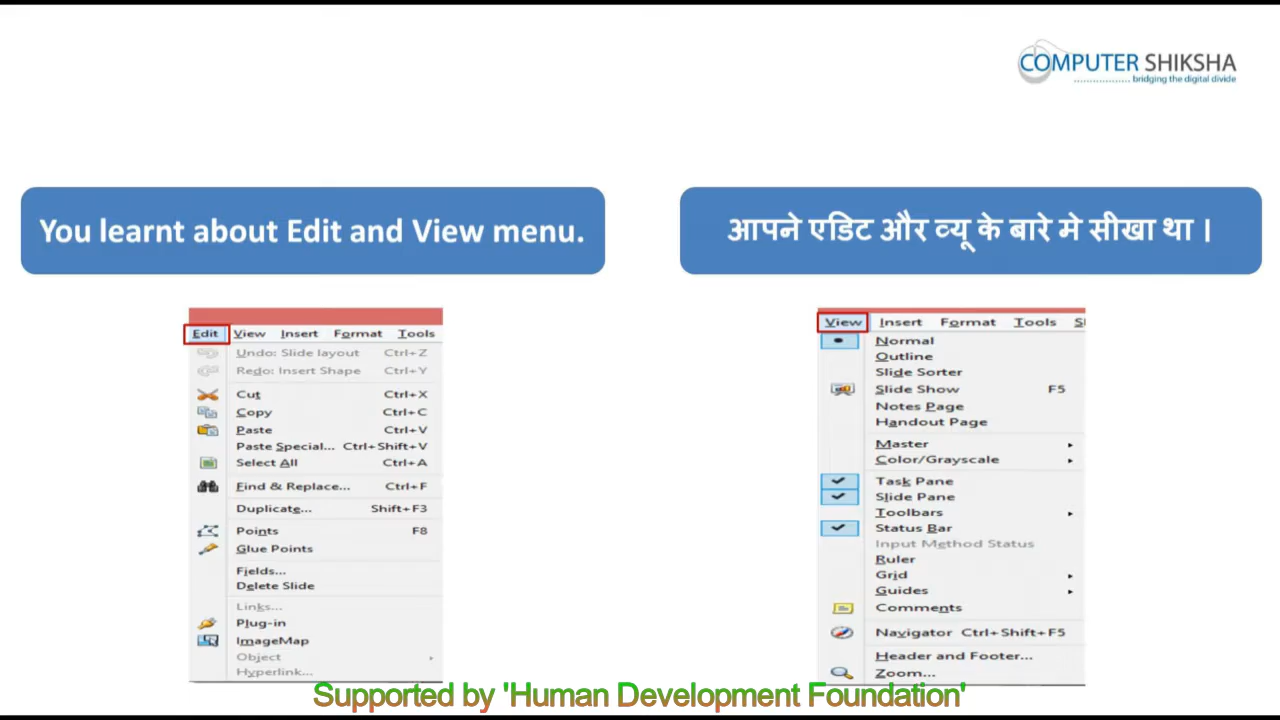 COMPUTER SHIKSHA
bridging the digital divide
You learnt about Edit and View menu.
आपने एडिट और व्यू के बारे मे सीखा था ।
Edit View Insert Format Tools
Undo: Slide layout Ctrl+Z
Redo: Insert Shape Ctrl+Y
Cut Ctrl+X
Copy Ctrl+C
Paste Ctrl+V
Paste Special... Ctrl+Shift+V
Select All Ctrl+A
Find & Replace... Ctrl+F
Duplicate... Shift+F3
Points F8
Glue Points
Fields...
Delete Slide
Links...
Plug-in
ImageMap
Object
Hyperlink...
View Insert Format Tools Sl
Normal
Outline
Slide Sorter
Slide Show F5
Notes Page
Handout Page
Master
Color/Grayscale
Task Pane
Slide Pane
Toolbars
Status Bar
Input Method Status
Ruler
Grid
Guides
Comments
Navigator Ctrl+Shift+F5
Header and Footer...
Zoom...
Supported by 'Human Development Foundation'